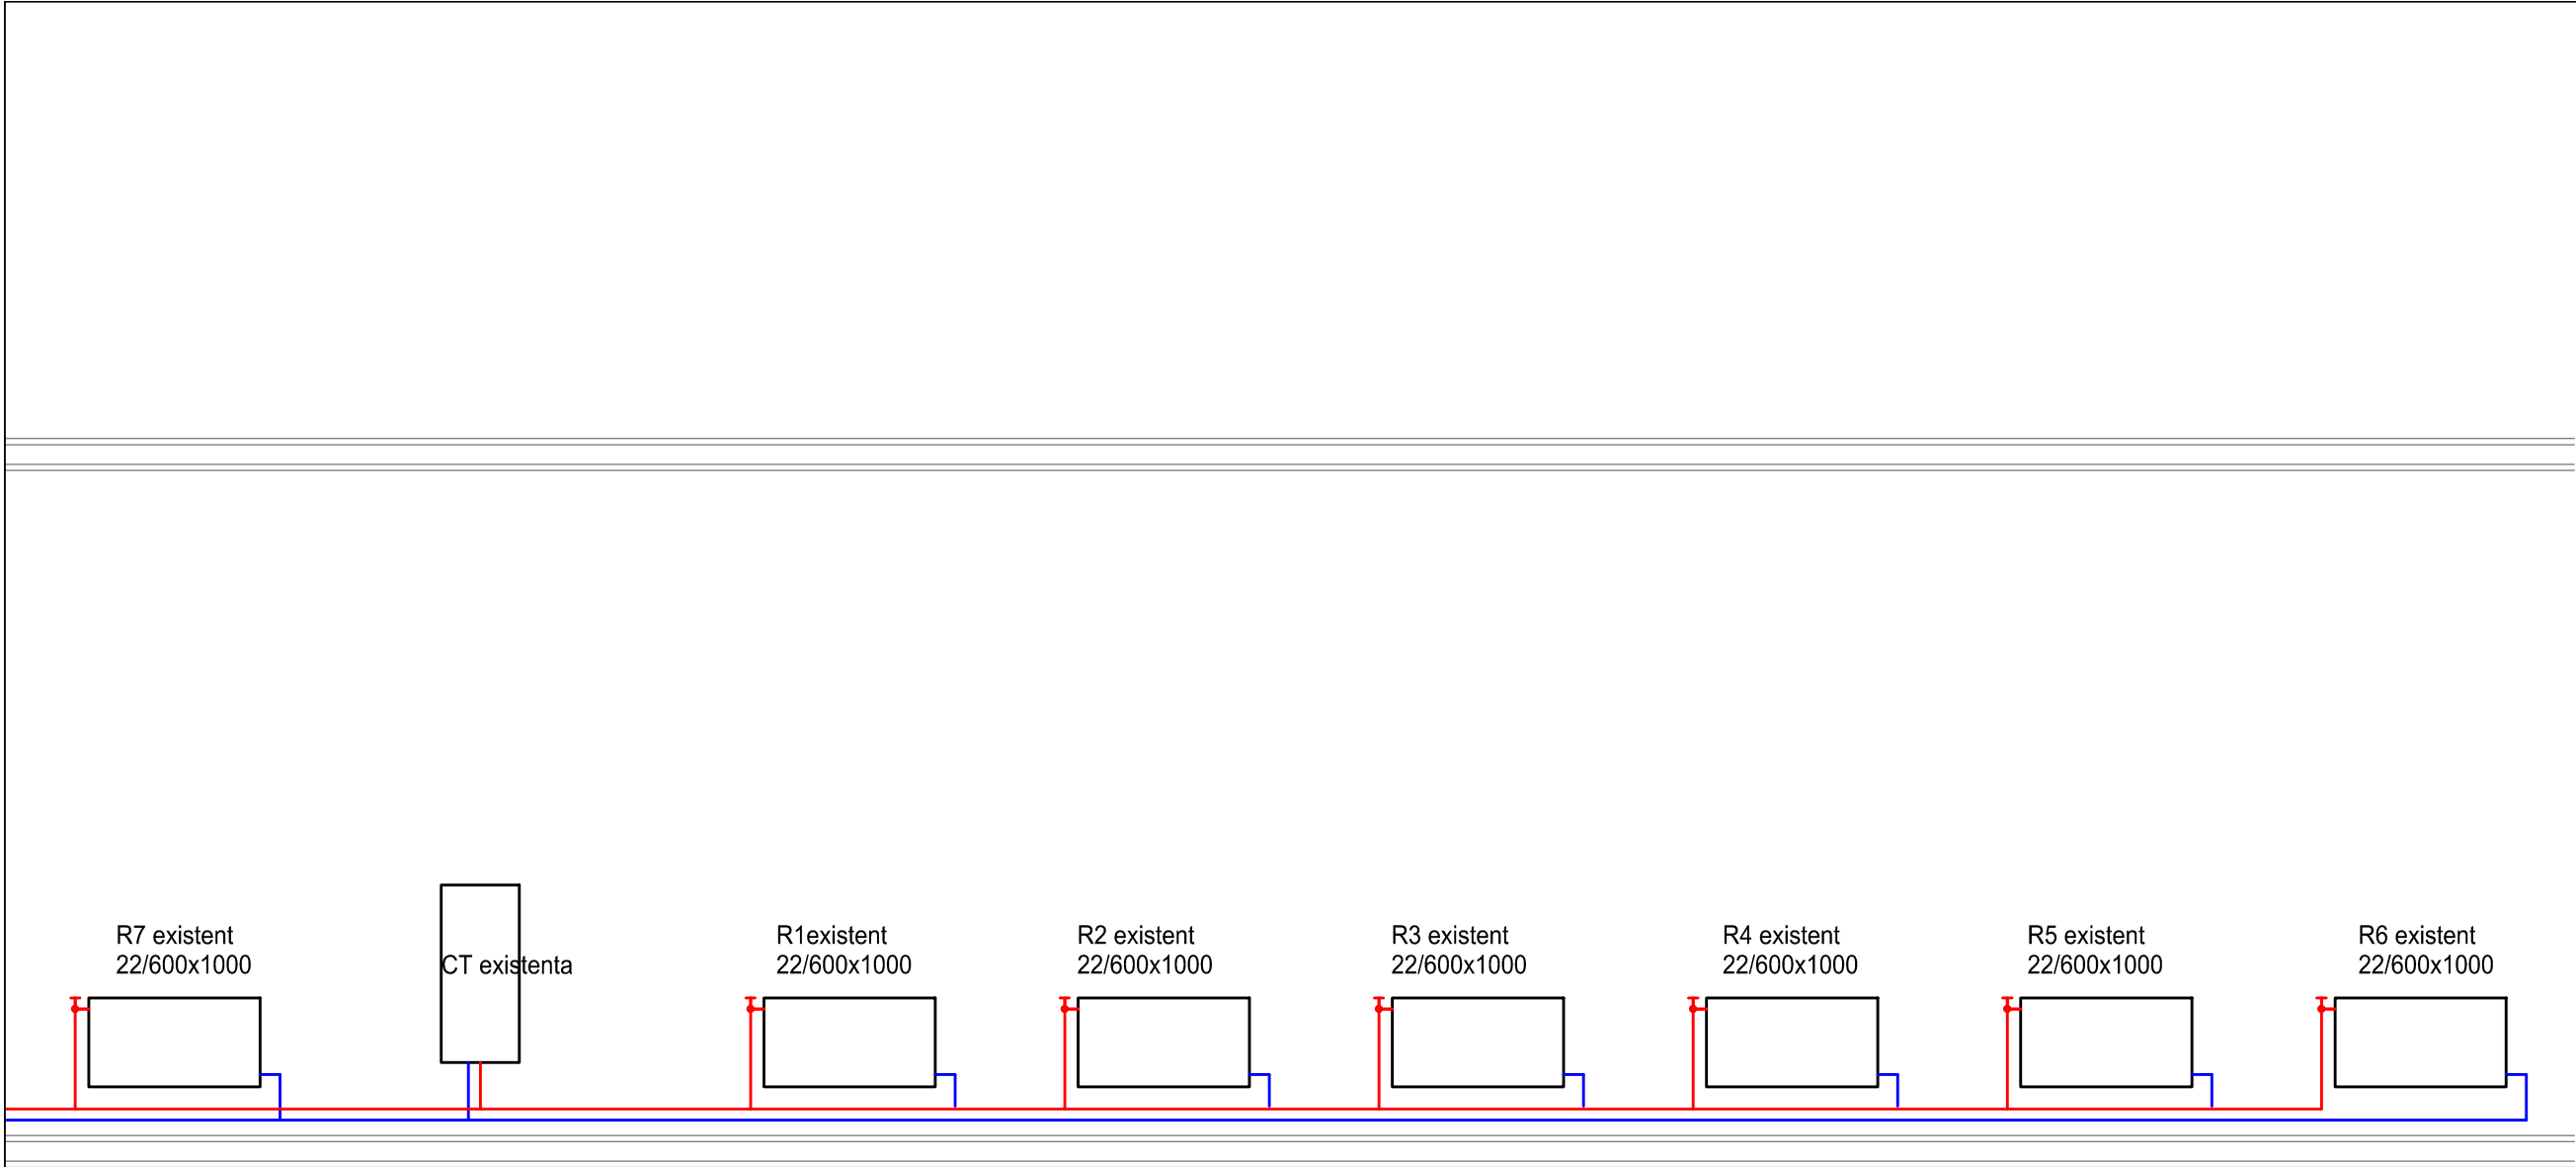 R7 existent
22/600x1000
CT existenta
R1existent
22/600x1000
R2 existent
22/600x1000
R3 existent
22/600x1000
R4 existent
22/600x1000
R5 existent
22/600x1000
R6 existent
22/600x1000